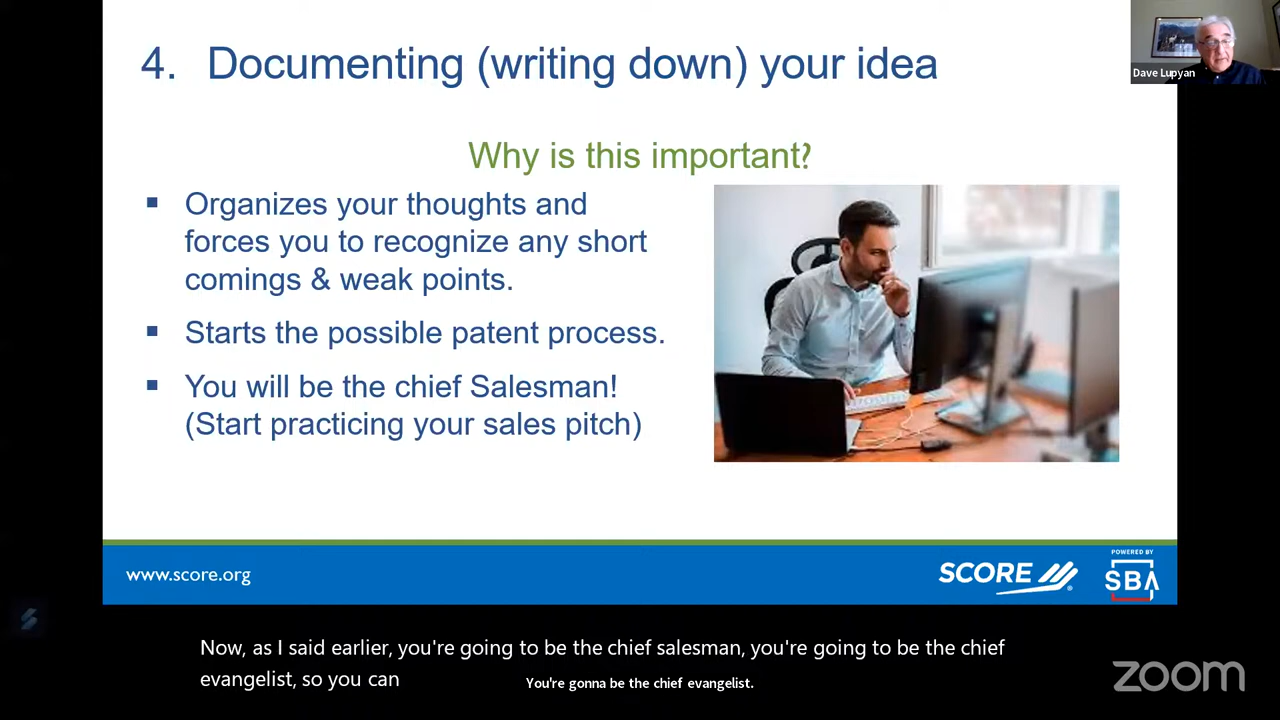 4. Documenting (writing down) your idea
Dave Lupyan
Why is this important?
▪ Organizes your thoughts and
forces you to recognize any short
comings & weak points.
▪ Starts the possible patent process.
▪ You will be the chief Salesman!
(Start practicing your sales pitch)
www.score.org
SCORE
®
POWERED BY
SBA
Now, as I said earlier, you're going to be the chief salesman, you're going to be the chief
evangelist, so you can
You're gonna be the chief evangelist.
zoom